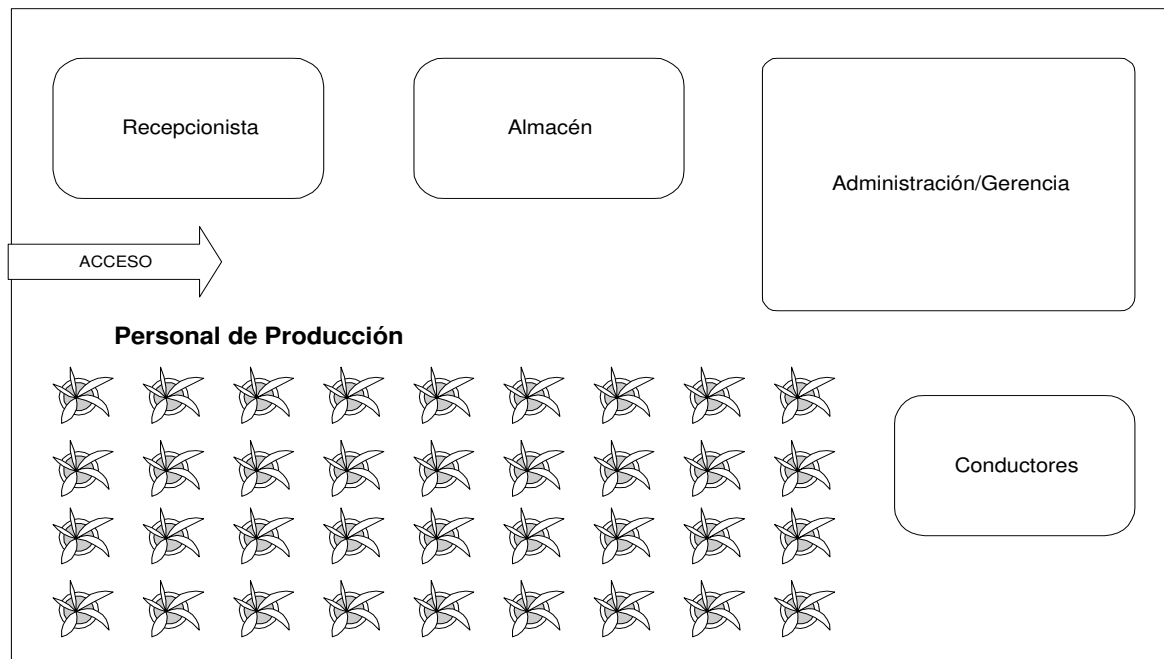 Recepcionista
Almacén
Administración/Gerencia
ACCESO
Personal de Producción
Conductores